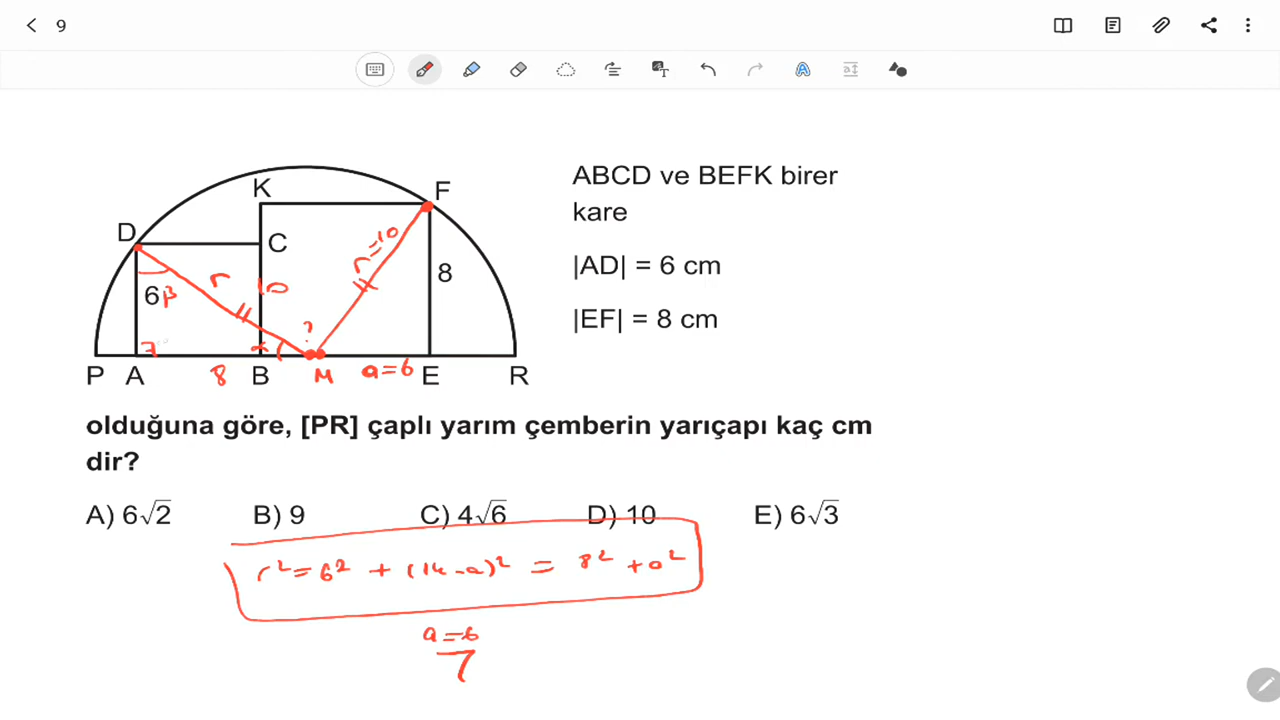 9
K F
D C
r r=10
6 β 10 8
?
α
P A 8 B M a=6 E R
ABCD ve BEFK birer
kare
|AD| = 6 cm
|EF| = 8 cm
olduğuna göre, [PR] çaplı yarım çemberin yarıçapı kaç cm
dir?
A) 6√2 B) 9 C) 4√6 D) 10 E) 6√3
r² = 6² + (14-a)² = 8² + a²
a=6